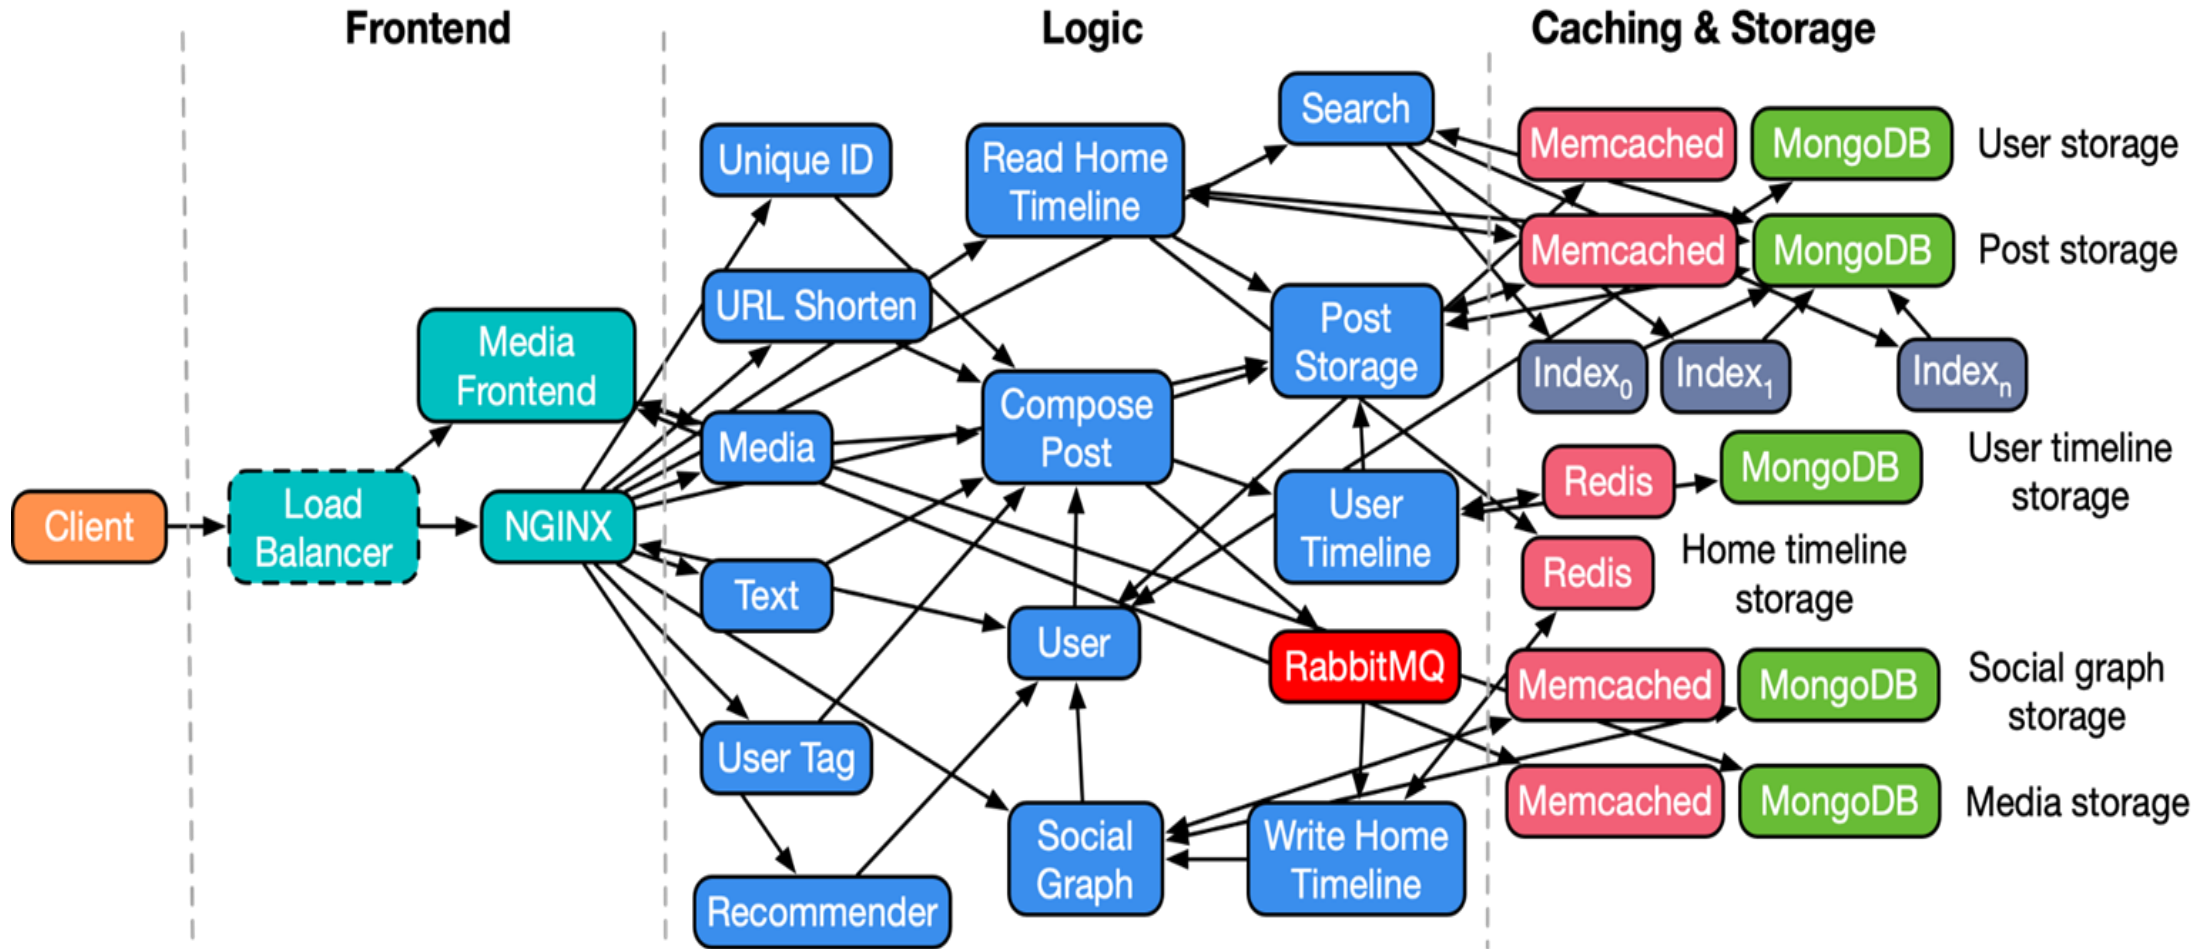 Frontend
Logic
Caching & Storage
Search
Memcached
MongoDB
User storage
Unique ID
Read Home
Timeline
Memcached
MongoDB
Post storage
URL Shorten
Media
Frontend
Post
Storage
Index0
Index1
Indexn
Compose
Post
Media
Redis
MongoDB
User timeline
storage
Client
Load
Balancer
NGINX
User
Timeline
Redis
Home timeline
storage
Text
User
RabbitMQ
Memcached
MongoDB
Social graph
storage
User Tag
Memcached
MongoDB
Media storage
Social
Graph
Write Home
Timeline
Recommender